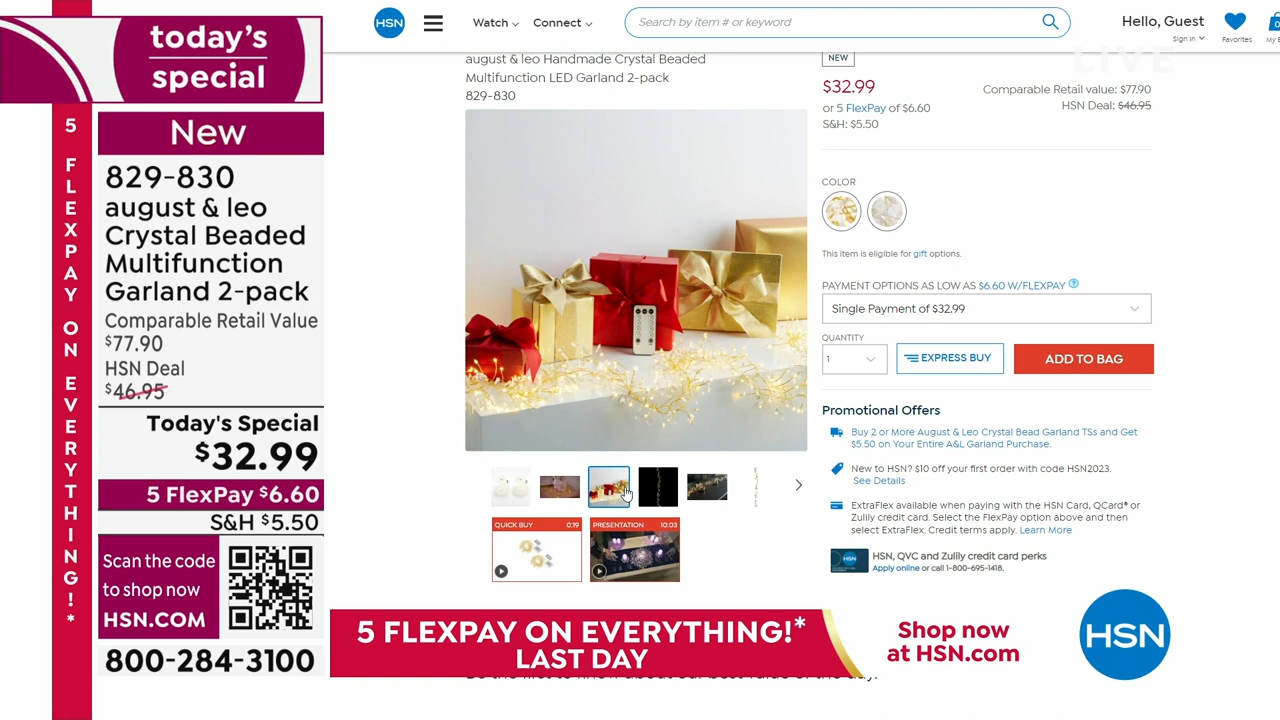 today's
special
5 FLEXPAY ON EVERYTHING!*
New
829-830
august & leo
Crystal Beaded
Multifunction
Garland 2-pack
Comparable Retail Value
$77.90
HSN Deal
$46.95
Today's Special
$32.99
5 FlexPay $6.60
S&H $5.50
Scan the code
to shop now
HSN.COM
800-284-3100
HSN
Watch
Connect
Search by item # or keyword
Hello, Guest
Sign In
Favorites
0
LIVE
august & leo Handmade Crystal Beaded
Multifunction LED Garland 2-pack
829-830
NEW
$32.99
or 5 FlexPay of $6.60
S&H: $5.50
Comparable Retail value: $77.90
HSN Deal: $46.95
COLOR
This item is eligible for gift options.
PAYMENT OPTIONS AS LOW AS $6.60 W/FLEXPAY ?
Single Payment of $32.99
QUANTITY
1
EXPRESS BUY
ADD TO BAG
Promotional Offers
Buy 2 or More August & Leo Crystal Bead Garland TSs and Get
$5.50 on Your Entire A&L Garland Purchase.
New to HSN? $10 off your first order with code HSN2023.
See Details
ExtraFlex available when paying with the HSN Card, QCard® or
Zulily credit card. Select the FlexPay option above and then
select ExtraFlex. Credit terms apply. Learn More
HSN
HSN, QVC and Zulily credit card perks
Apply online or call 1-800-695-1418.
QUICK BUY 0:19
PRESENTATION 10:03
5 FLEXPAY ON EVERYTHING!*
LAST DAY
Shop now
at HSN.com
HSN